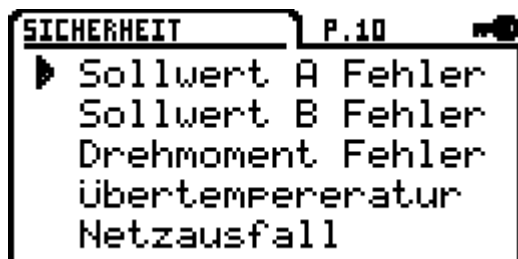 SICHERHEIT P.10
Sollwert A Fehler
Sollwert B Fehler
Drehmoment Fehler
Übertempereratur
Netzausfall